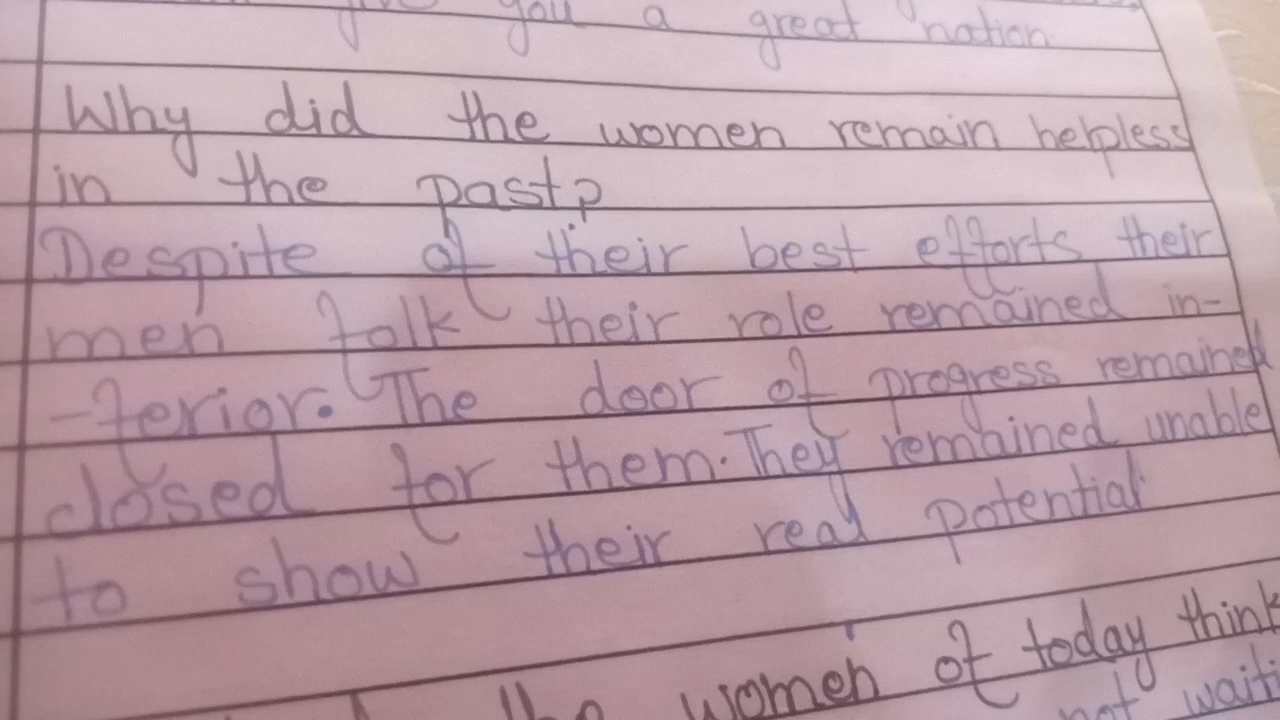 you a great nation
Why did the women remain helpless
in the past?
Despite of their best efforts their
men folk their role remained in-
-ferior. The door of progress remained
closed for them. They remained unable
to show their real potential
the women of today think
not